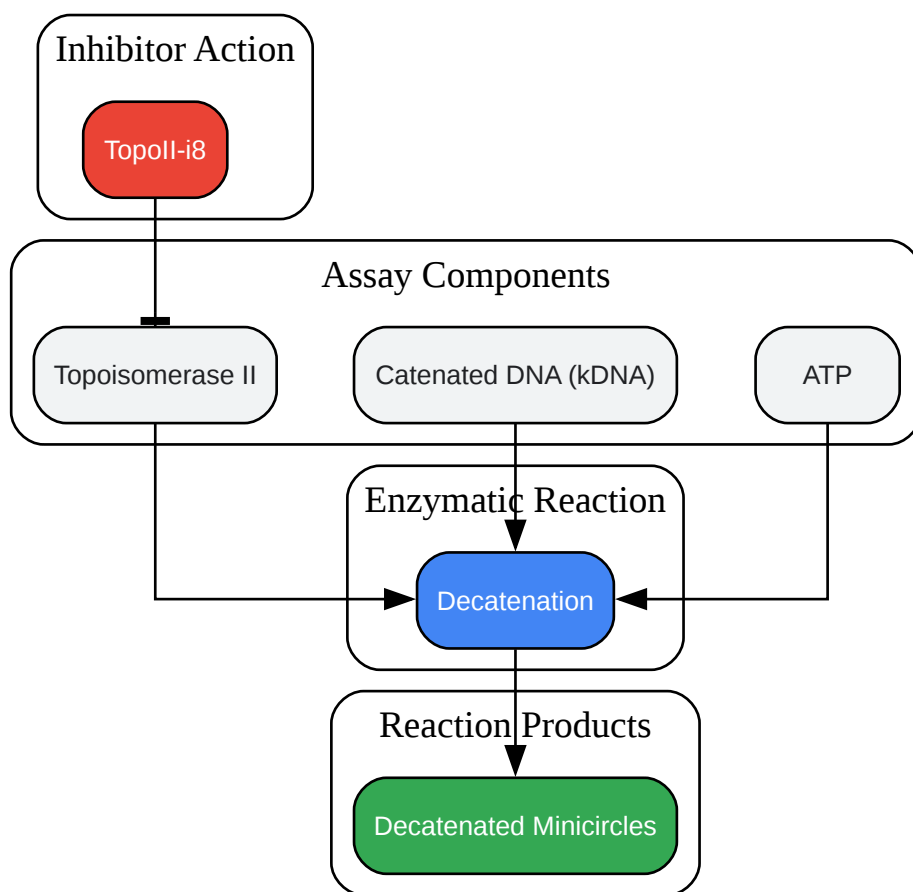 Inhibitor Action
TopoII-i8
Assay Components
Topoisomerase II
Catenated DNA (kDNA)
ATP
Enzymatic Reaction
Decatenation
Reaction Products
Decatenated Minicircles